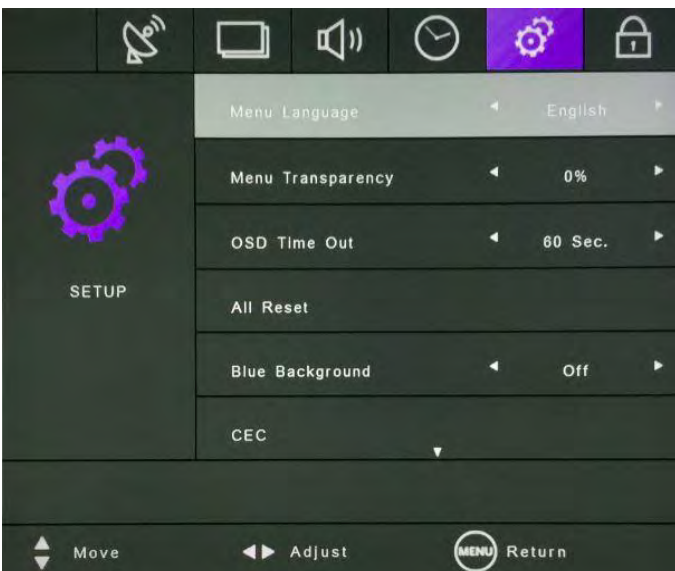 Menu Language English
Menu Transparency 0%
OSD Time Out 60 Sec.
SETUP
All Reset
Blue Background Off
CEC
Move Adjust MENU Return